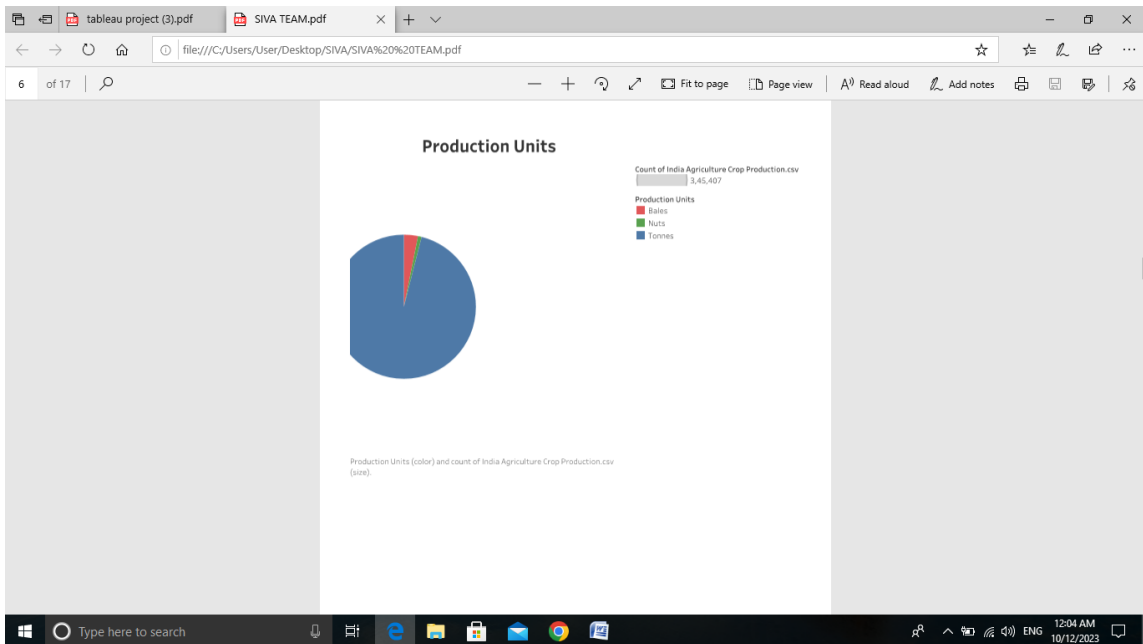 tableau project (3).pdf
SIVA TEAM.pdf
file:///C:/Users/User/Desktop/SIVA/SIVA%20%20TEAM.pdf
6 of 17
Fit to page
Page view
Read aloud
Add notes
Production Units
Count of India Agriculture Crop Production.csv
3,45,407
Production Units
Bales
Nuts
Tonnes
Production Units (color) and count of India Agriculture Crop Production.csv
(size).
Type here to search
ENG
12:04 AM
10/12/2023